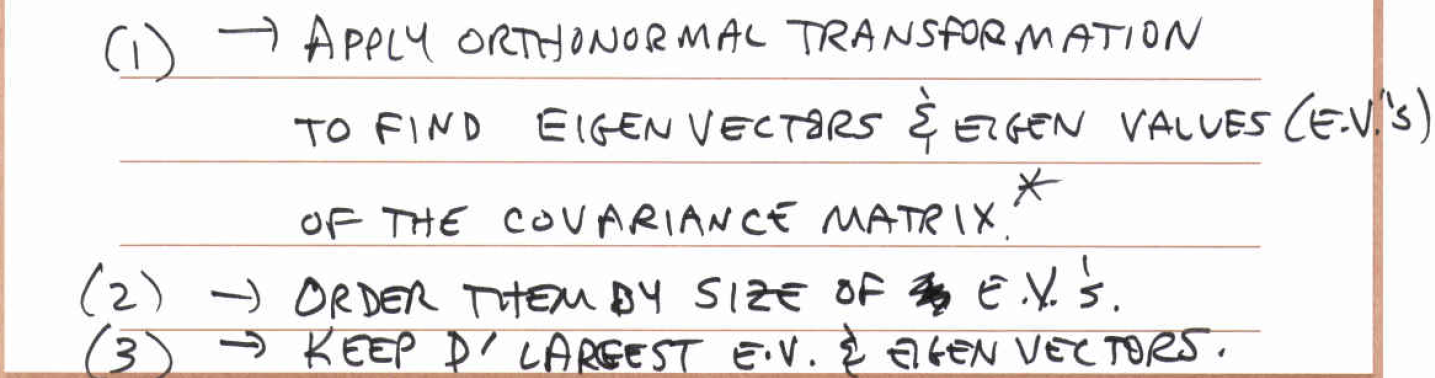 (1) → APPLY ORTHONORMAL TRANSFORMATION
TO FIND EIGEN VECTORS & EIGEN VALUES (E.V.'s)
OF THE COVARIANCE MATRIX.*
(2) → ORDER THEM BY SIZE OF E.V.'s.
(3) → KEEP D' LARGEST E.V. & EIGEN VECTORS.